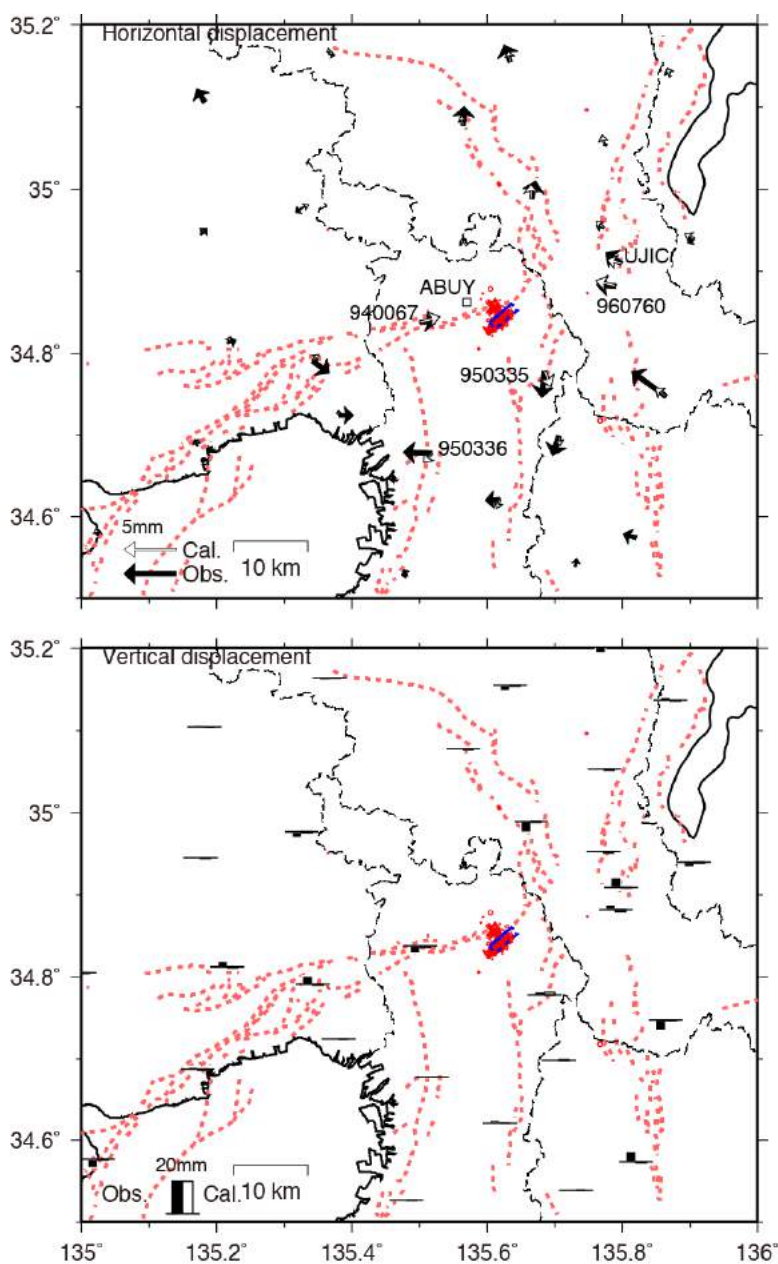 35.2°
Horizontal displacement
35°
UJIC
ABUY
940067
960760
34.8°
950335
950336
34.6°
5mm
Cal.
Obs.
10 km
35.2°
Vertical displacement
35°
34.8°
34.6°
20mm
Obs. Cal. 10 km
135° 135.2° 135.4° 135.6° 135.8° 136°